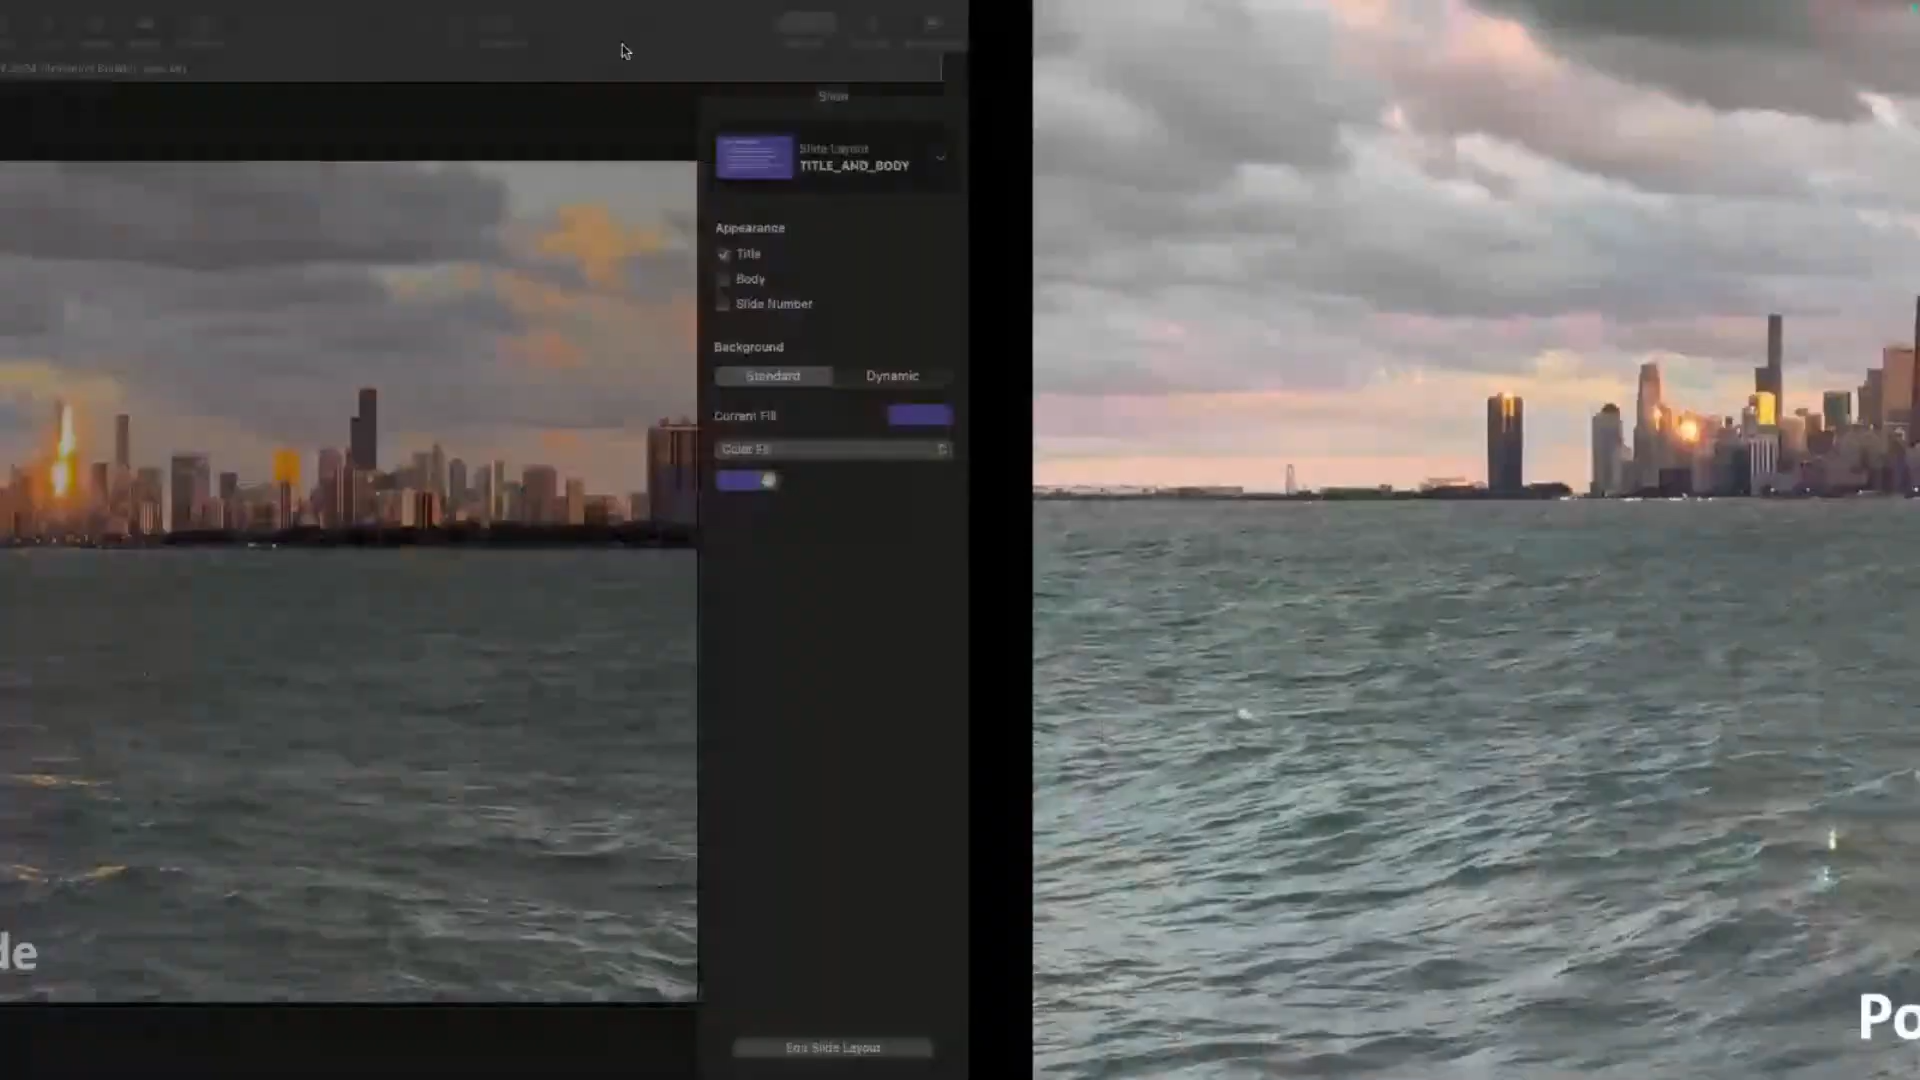 Show
Slide Layout
TITLE_AND_BODY
Appearance
Title
Body
Slide Number
Background
Standard
Dynamic
Current Fill
Color Fill
Edit Slide Layout
de
Po